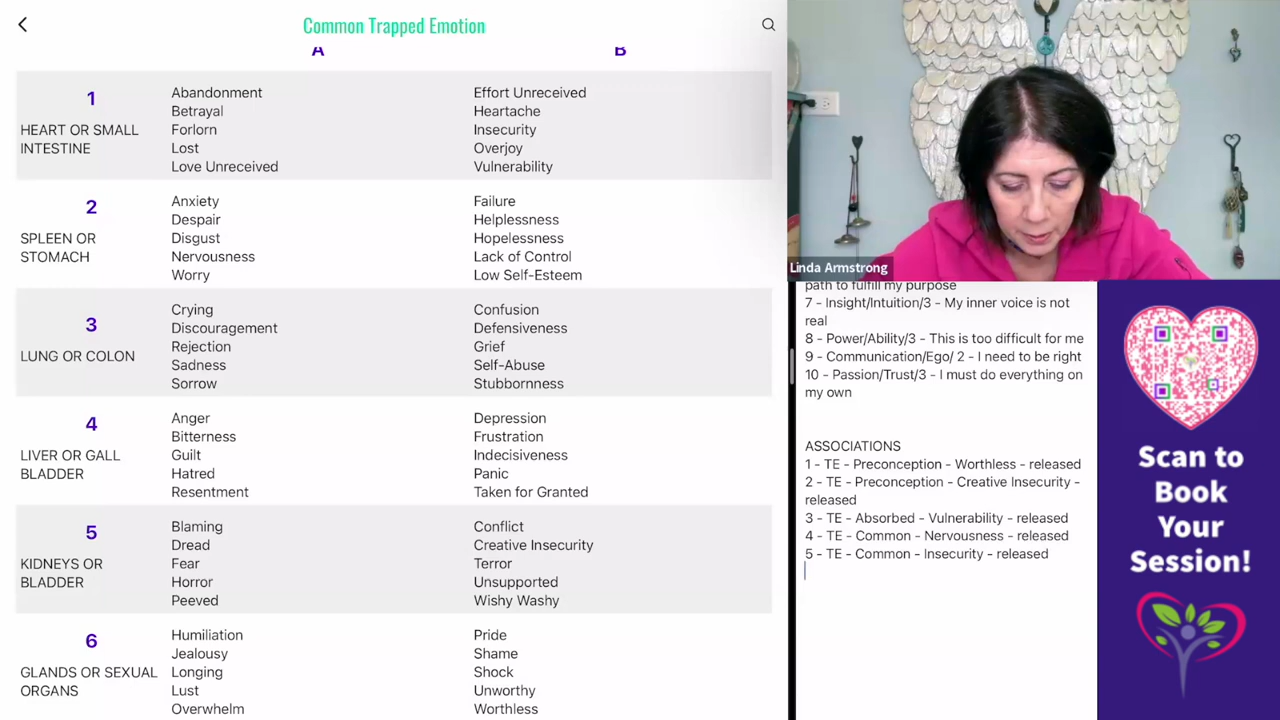 Common Trapped Emotion
A B
1
HEART OR SMALL
INTESTINE
Abandonment
Betrayal
Forlorn
Lost
Love Unreceived
Effort Unreceived
Heartache
Insecurity
Overjoy
Vulnerability
2
SPLEEN OR
STOMACH
Anxiety
Despair
Disgust
Nervousness
Worry
Failure
Helplessness
Hopelessness
Lack of Control
Low Self-Esteem
3
LUNG OR COLON
Crying
Discouragement
Rejection
Sadness
Sorrow
Confusion
Defensiveness
Grief
Self-Abuse
Stubbornness
4
LIVER OR GALL
BLADDER
Anger
Bitterness
Guilt
Hatred
Resentment
Depression
Frustration
Indecisiveness
Panic
Taken for Granted
5
KIDNEYS OR
BLADDER
Blaming
Dread
Fear
Horror
Peeved
Conflict
Creative Insecurity
Terror
Unsupported
Wishy Washy
6
GLANDS OR SEXUAL
ORGANS
Humiliation
Jealousy
Longing
Lust
Overwhelm
Pride
Shame
Shock
Unworthy
Worthless
Linda Armstrong
path to fulfill my purpose
7 - Insight/Intuition/3 - My inner voice is not
real
8 - Power/Ability/3 - This is too difficult for me
9 - Communication/Ego/ 2 - I need to be right
10 - Passion/Trust/3 - I must do everything on
my own
ASSOCIATIONS
1 - TE - Preconception - Worthless - released
2 - TE - Preconception - Creative Insecurity -
released
3 - TE - Absorbed - Vulnerability - released
4 - TE - Common - Nervousness - released
5 - TE - Common - Insecurity - released
Scan to
Book
Your
Session!